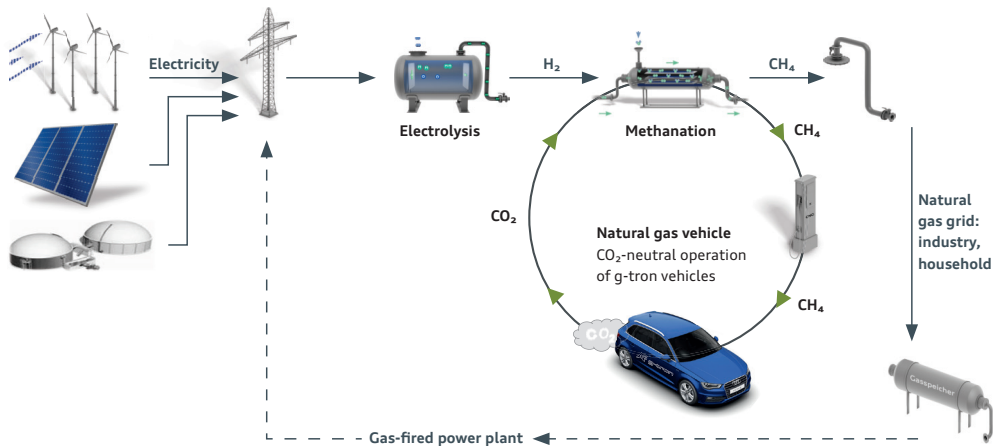 Electricity
H₂
CH₄
Electrolysis
Methanation
CH₄
CO₂
Natural gas vehicle
CO₂-neutral operation
of g-tron vehicles
Natural
gas grid:
industry,
household
CH₄
CO₂
g-tron
Gasspeicher
Gas-fired power plant